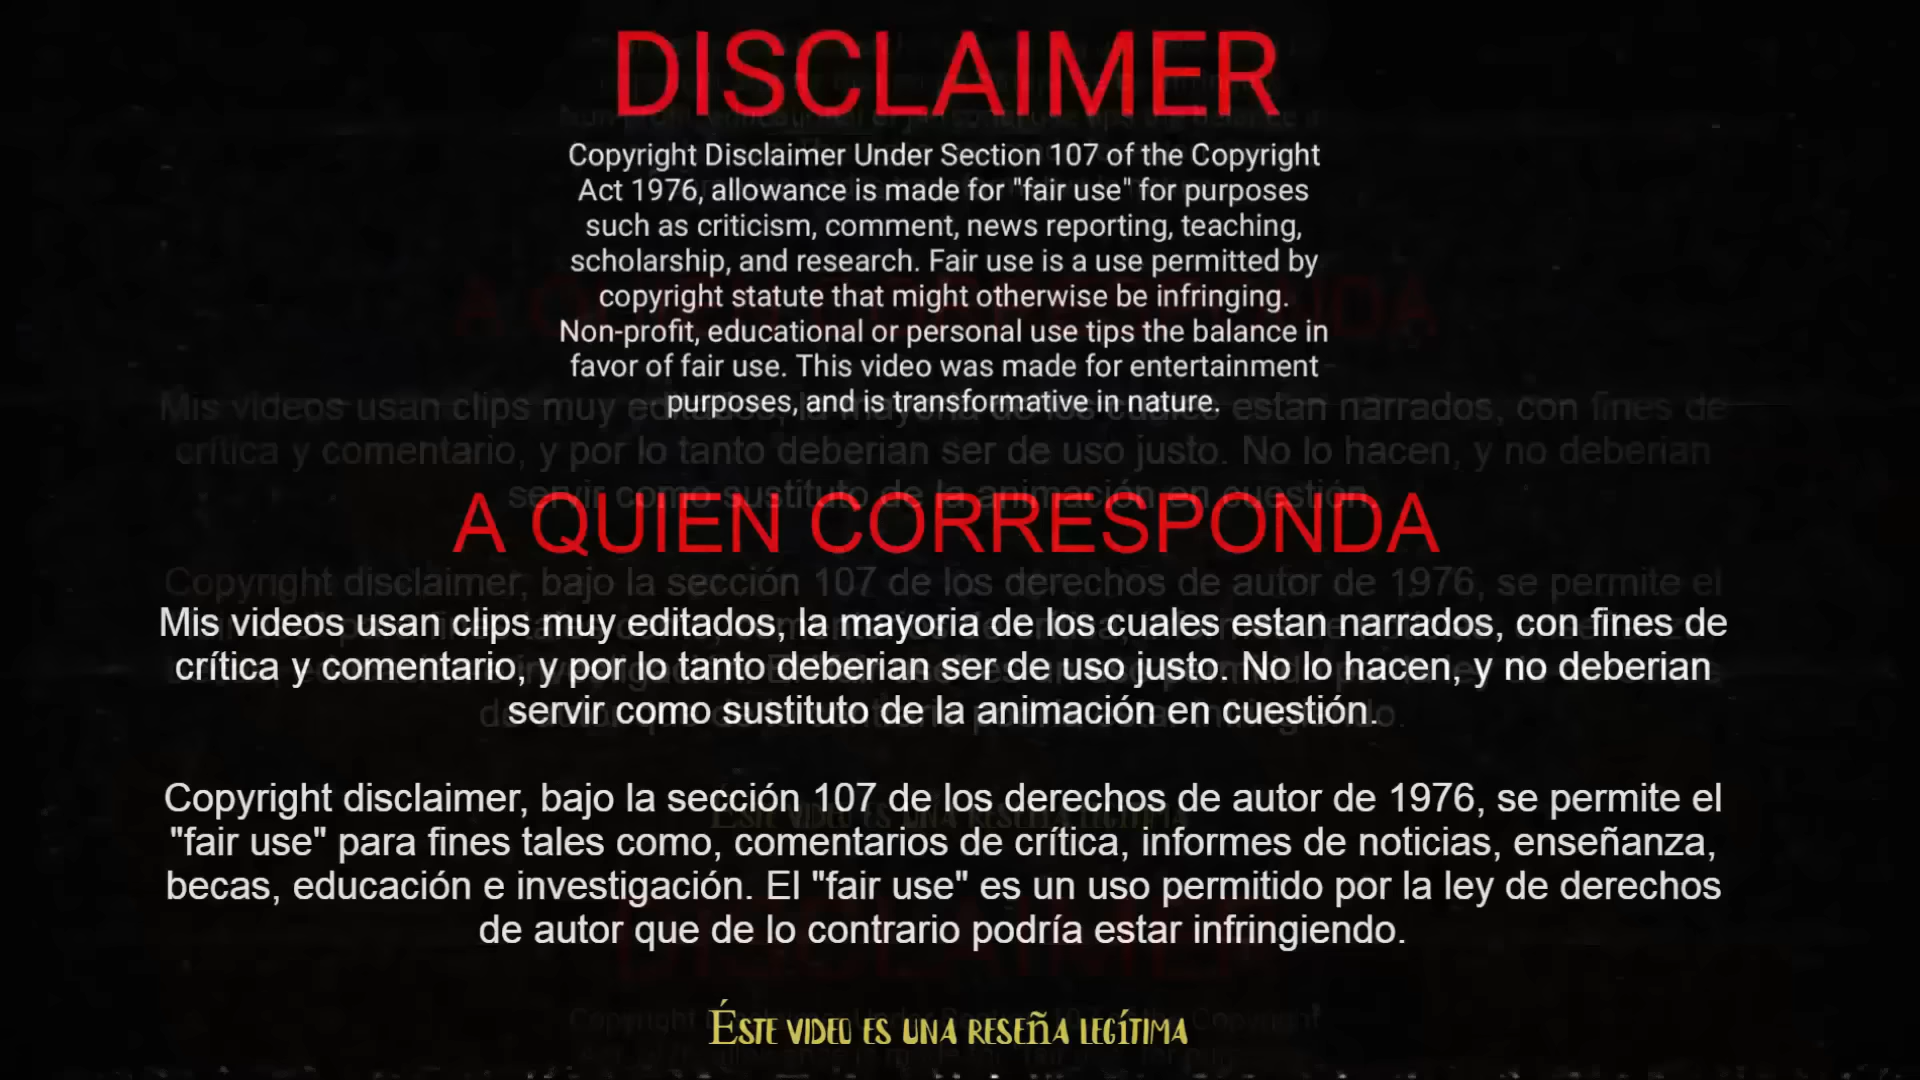 DISCLAIMER
Copyright Disclaimer Under Section 107 of the Copyright
Act 1976, allowance is made for "fair use" for purposes
such as criticism, comment, news reporting, teaching,
scholarship, and research. Fair use is a use permitted by
copyright statute that might otherwise be infringing.
Non-profit, educational or personal use tips the balance in
favor of fair use. This video was made for entertainment
purposes, and is transformative in nature.
A QUIEN CORRESPONDA
Mis videos usan clips muy editados, la mayoria de los cuales estan narrados, con fines de
crítica y comentario, y por lo tanto deberian ser de uso justo. No lo hacen, y no deberian
servir como sustituto de la animación en cuestión.
Copyright disclaimer, bajo la sección 107 de los derechos de autor de 1976, se permite el
"fair use" para fines tales como, comentarios de crítica, informes de noticias, enseñanza,
becas, educación e investigación. El "fair use" es un uso permitido por la ley de derechos
de autor que de lo contrario podría estar infringiendo.
Éste video es una reseña legítima